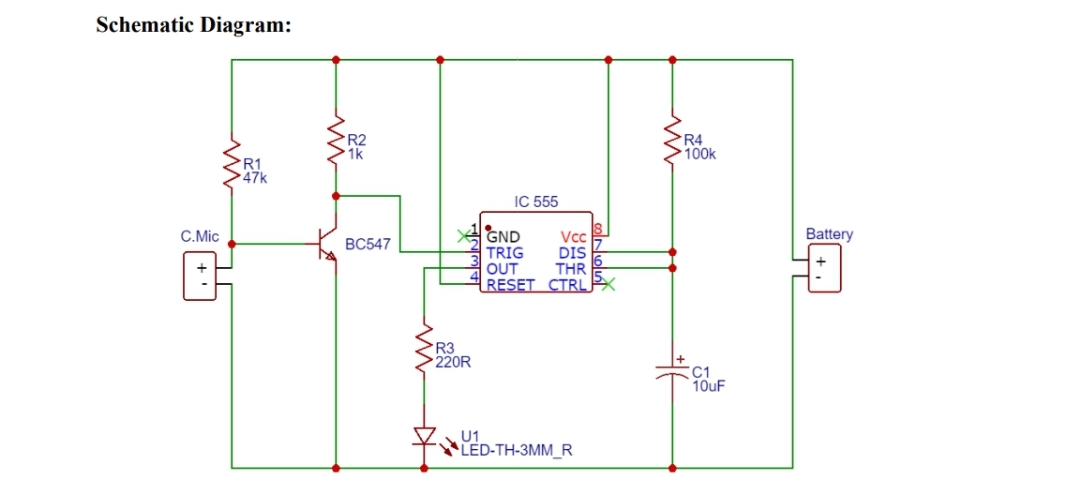 Schematic Diagram:
R1
47k
R2
1k
R4
100k
C.Mic
+
-
BC547
IC 555
1 GND Vcc 8
2 TRIG DIS 7
3 OUT THR 6
4 RESET CTRL 5
Battery
+
-
R3
220R
+
C1
10uF
U1
LED-TH-3MM_R